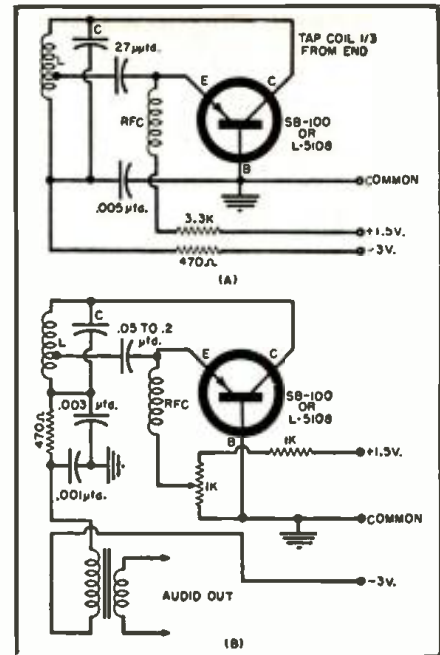 C
TAP COIL 1/3
FROM END
L
27μμfd.
E
C
RFC
SB-100
OR
L-5108
B
.005μfd.
COMMON
3.3K
+1.5V.
470Ω
-3V.
(A)
C
.05 TO .2
μfd.
L
E
C
.003 μfd.
RFC
SB-100
OR
L-5108
470Ω
B
1K
+1.5V.
.001μfd.
1K
COMMON
-3V.
AUDIO OUT
(B)